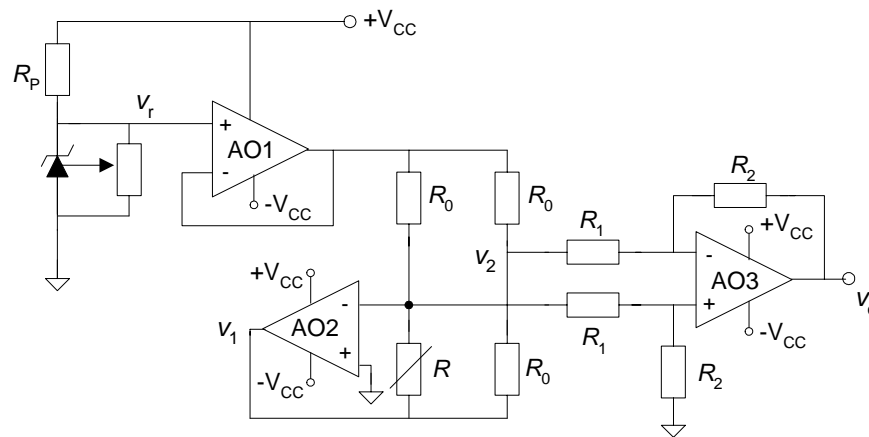 +VCC
RP
vr
+
AO1
-
-VCC
R0
R0
R2
R1
v2
+VCC
-
AO3
+
-VCC
+VCC
-
AO2
+
v1
-VCC
R
R0
R1
R2